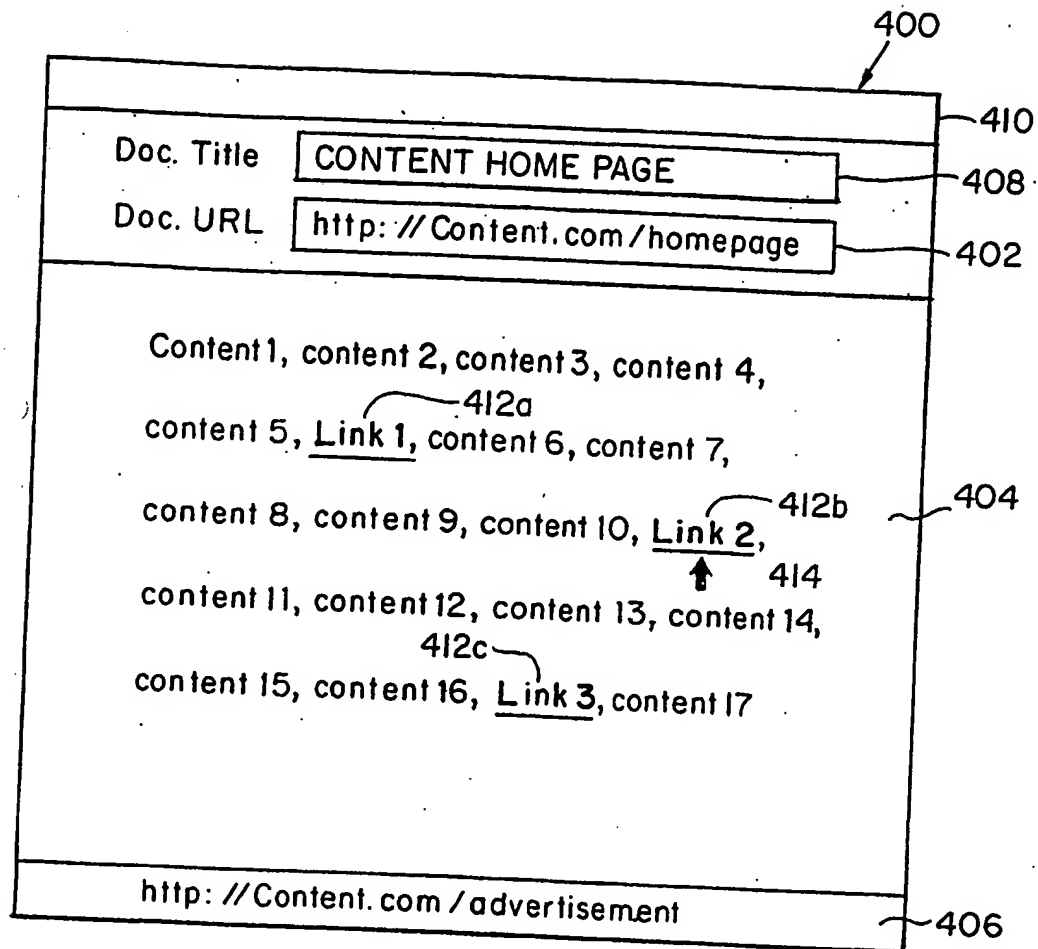 400
410
Doc. Title CONTENT HOME PAGE 408
Doc. URL http://Content.com/homepage 402
Content 1, content 2, content 3, content 4,
412a
content 5, Link 1, content 6, content 7,
412b
404
content 8, content 9, content 10, Link 2,
414
content 11, content 12, content 13, content 14,
412c
content 15, content 16, Link 3, content 17
http://Content.com/advertisement 406